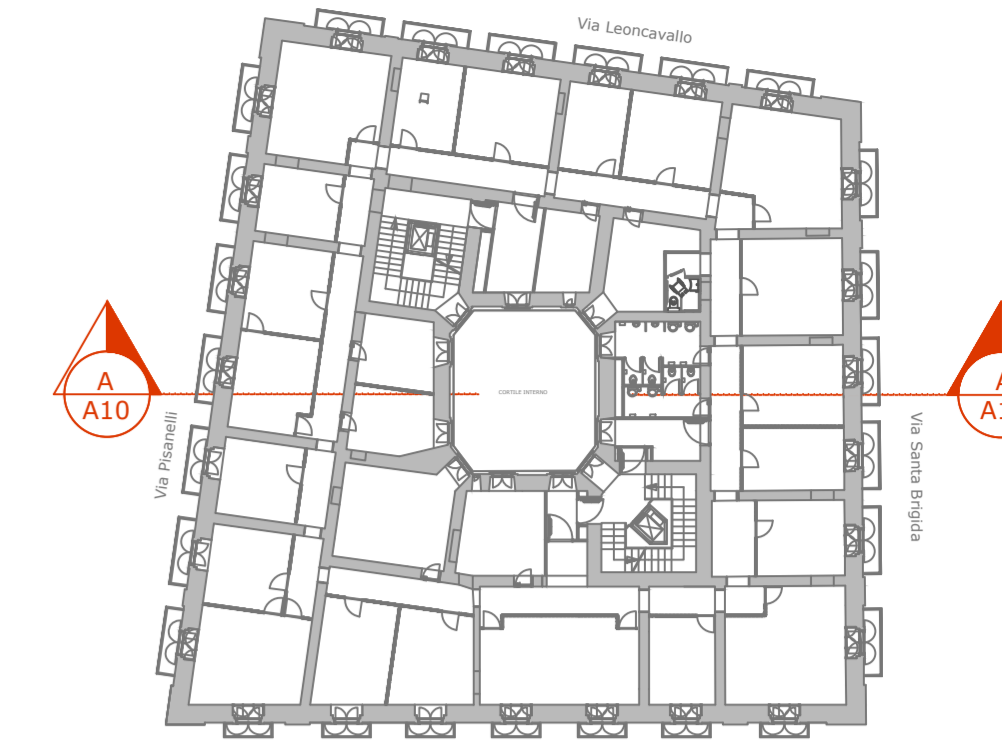 Via Leoncavallo
A
A10
CORTILE INTERNO
Via Pisanelli
Via Santa Brigida